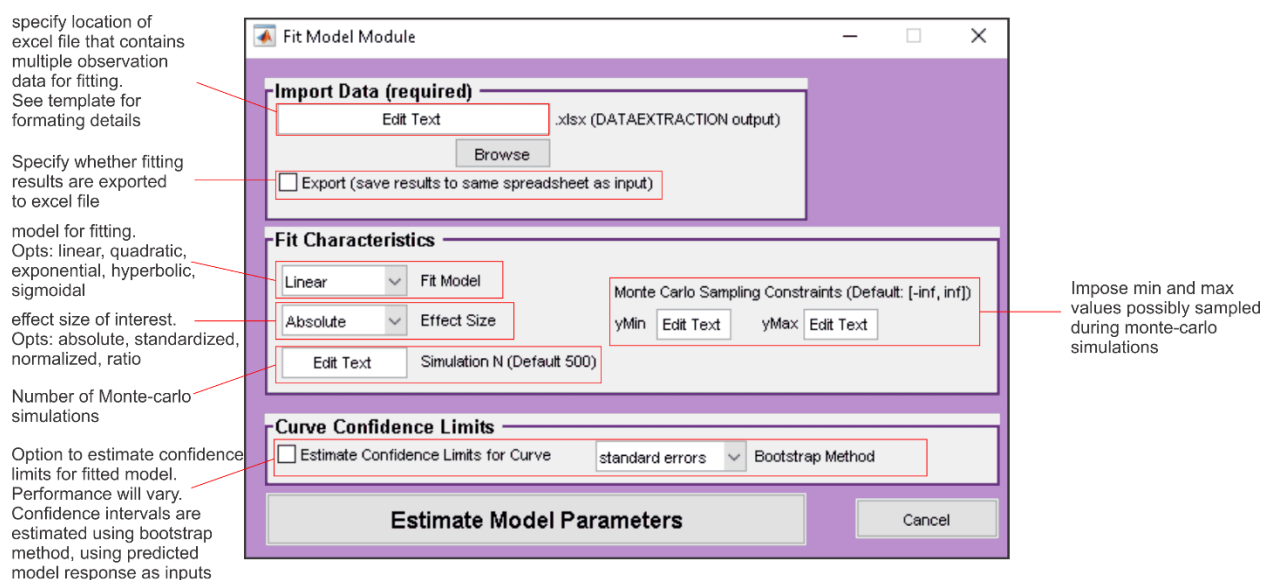 specify location of
excel file that contains
multiple observation
data for fitting.
See template for
formating details
Specify whether fitting
results are exported
to excel file
model for fitting.
Opts: linear, quadratic,
exponential, hyperbolic,
sigmoidal
effect size of interest.
Opts: absolute, standardized,
normalized, ratio
Number of Monte-carlo
simulations
Option to estimate confidence
limits for fitted model.
Performance will vary.
Confidence intervals are
estimated using bootstrap
method, using predicted
model response as inputs
Fit Model Module
Import Data (required)
Edit Text .xlsx (DATAEXTRACTION output)
Browse
Export (save results to same spreadsheet as input)
Fit Characteristics
Linear Fit Model
Absolute Effect Size
Edit Text Simulation N (Default 500)
Monte Carlo Sampling Constraints (Default: [-inf, inf])
yMin Edit Text yMax Edit Text
Curve Confidence Limits
Estimate Confidence Limits for Curve standard errors Bootstrap Method
Estimate Model Parameters Cancel
Impose min and max
values possibly sampled
during monte-carlo
simulations